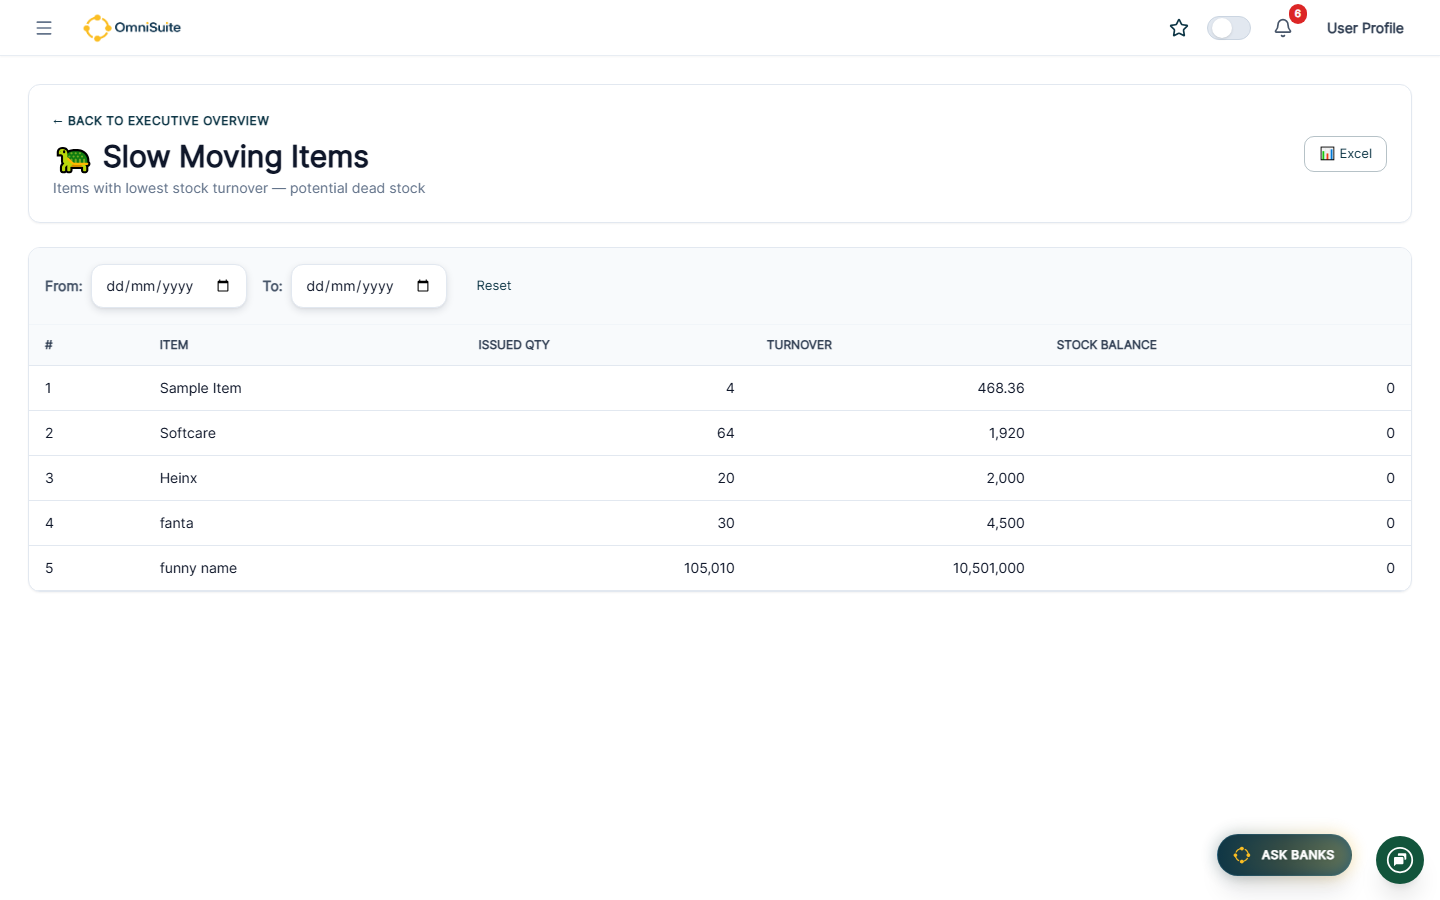 OmniSuite
6
User Profile
← BACK TO EXECUTIVE OVERVIEW
Slow Moving Items
Items with lowest stock turnover — potential dead stock
Excel
From: dd/mm/yyyy To: dd/mm/yyyy Reset
# ITEM ISSUED QTY TURNOVER STOCK BALANCE
1 Sample Item 4 468.36 0
2 Softcare 64 1,920 0
3 Heinx 20 2,000 0
4 fanta 30 4,500 0
5 funny name 105,010 10,501,000 0
ASK BANKS